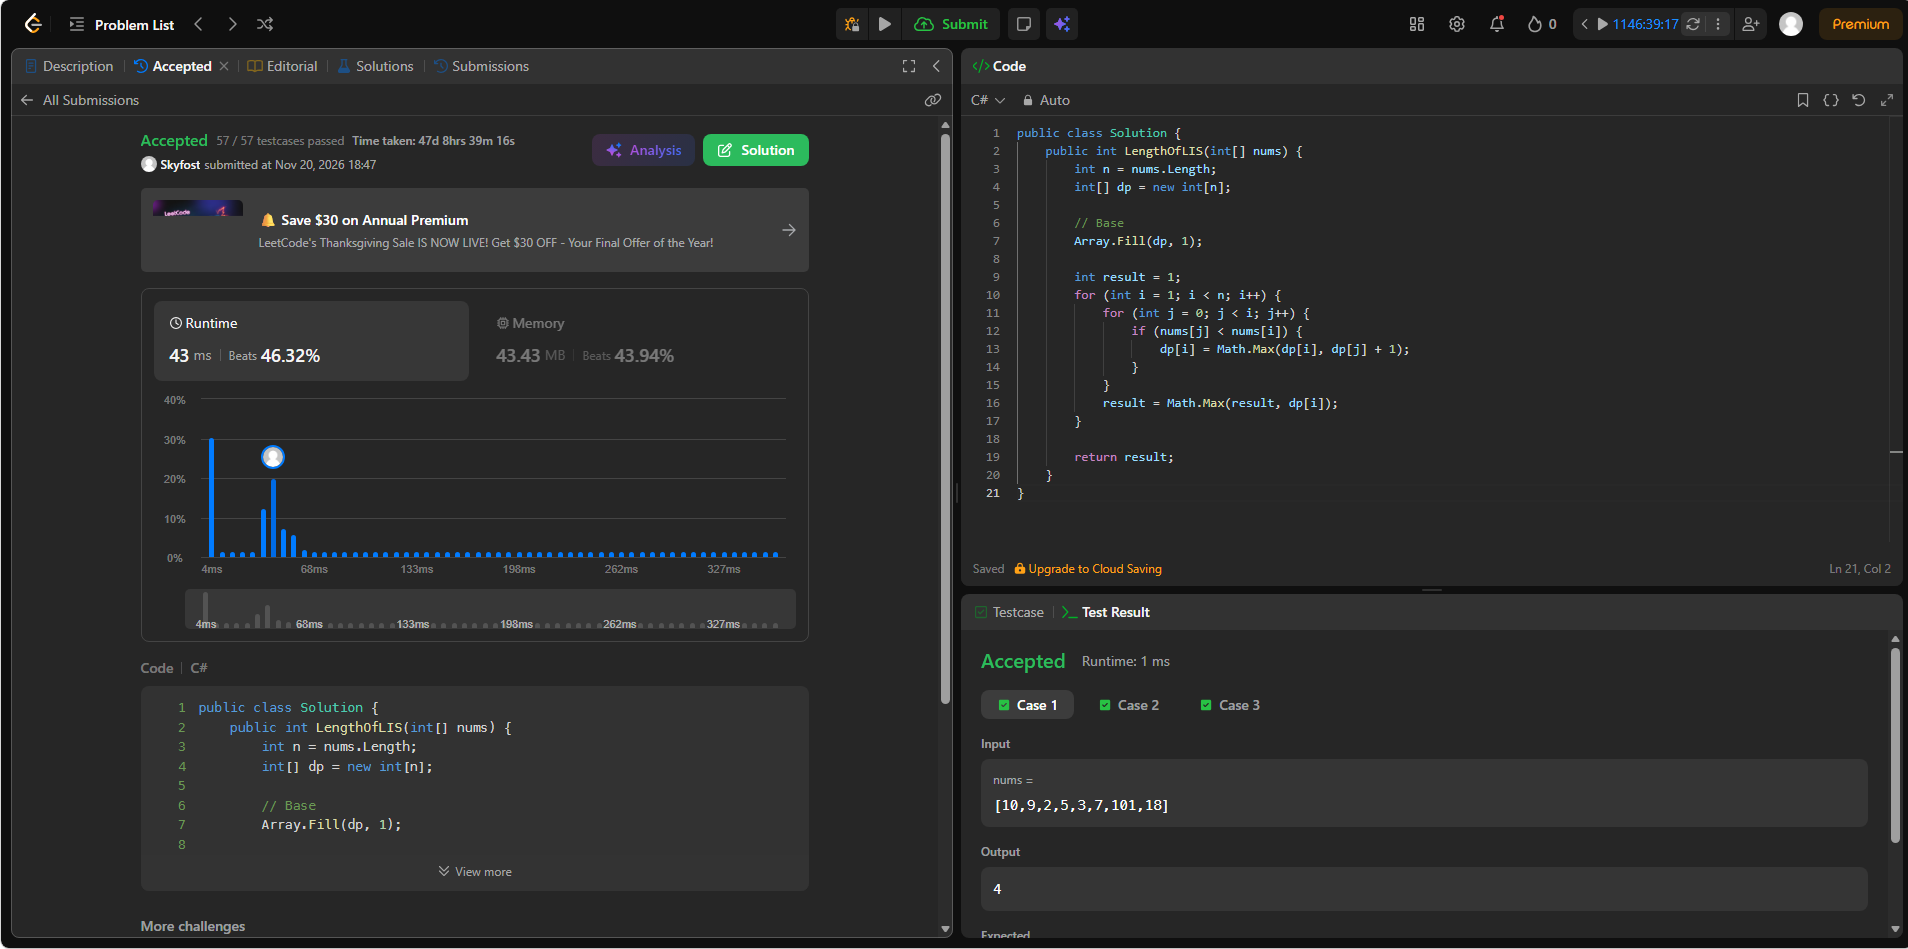 Problem List
Submit
0
1146:39:17
Premium
Description
Accepted
Editorial
Solutions
Submissions
All Submissions
Accepted 57 / 57 testcases passed Time taken: 47d 8hrs 39m 16s
Skyfost submitted at Nov 20, 2026 18:47
Analysis
Solution
LeetCode
Save $30 on Annual Premium
LeetCode's Thanksgiving Sale IS NOW LIVE! Get $30 OFF - Your Final Offer of the Year!
Runtime
43 ms Beats 46.32%
Memory
43.43 MB Beats 43.94%
40%
30%
20%
10%
0%
4ms 68ms 133ms 198ms 262ms 327ms
4ms 68ms 133ms 198ms 262ms 327ms
Code C#
1 public class Solution {
2 public int LengthOfLIS(int[] nums) {
3 int n = nums.Length;
4 int[] dp = new int[n];
5
6 // Base
7 Array.Fill(dp, 1);
8
View more
More challenges
Code
C# Auto
1 public class Solution {
2 public int LengthOfLIS(int[] nums) {
3 int n = nums.Length;
4 int[] dp = new int[n];
5
6 // Base
7 Array.Fill(dp, 1);
8
9 int result = 1;
10 for (int i = 1; i < n; i++) {
11 for (int j = 0; j < i; j++) {
12 if (nums[j] < nums[i]) {
13 dp[i] = Math.Max(dp[i], dp[j] + 1);
14 }
15 }
16 result = Math.Max(result, dp[i]);
17 }
18
19 return result;
20 }
21 }
Saved Upgrade to Cloud Saving
Ln 21, Col 2
Testcase
Test Result
Accepted Runtime: 1 ms
Case 1
Case 2
Case 3
Input
nums =
[10,9,2,5,3,7,101,18]
Output
4
Expected